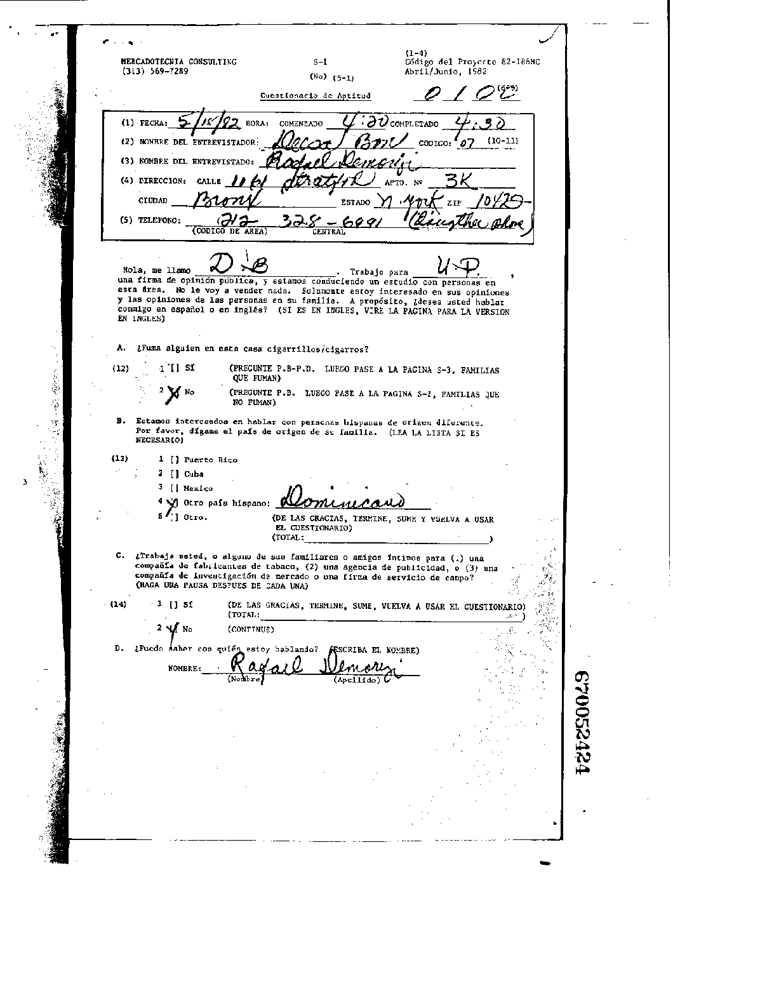 (1-4)
MERCADOTECNIA CONSULTING S-1 Código del Proyecto 82-186MC
(313) 569-7289 (No) (5-1) Abril/Junio, 1982
Cuestionario de Aptitud 0 1 0
(1) FECHA: 5/15/82 HORA: COMENZADO 4:20 COMPLETADO 4:30
(2) NOMBRE DEL ENTREVISTADOR: CODIGO: 07 (10-11)
(3) NOMBRE DEL ENTREVISTADO: Rafael Demorizi
(4) DIRECCION: CALLE 1161 Stratford APTO. Nº 3K
CIUDAD Bronx ESTADO N. York ZIP
(5) TELEFONO: 212 328-6991 (Daugther phone)
(CODIGO DE AREA) CENTRAL
Hola, me llamo D B. Trabajo para U-P.,
una firma de opinión pública, y estamos conduciendo un estudio con personas en
esta área. No le voy a vender nada. Solamente estoy interesado en sus opiniones
y las opiniones de las personas en su familia. A propósito, ¿desea usted hablar
conmigo en español o en inglés? (SI ES EN INGLES, VIRE LA PAGINA PARA LA VERSION
EN INGLES)
A. ¿Fuma alguien en esta casa cigarrillos/cigarros?
(12) 1 [] Sí (PREGUNTE P.B-P.D. LUEGO PASE A LA PAGINA S-3, FAMILIAS
QUE FUMAN)
2 [X] No (PREGUNTE P.D. LUEGO PASE A LA PAGINA S-2, FAMILIAS QUE
NO FUMAN)
B. Estamos interesados en hablar con personas hispanas de origen diferente.
Por favor, dígame el país de origen de su familia. (LEA LA LISTA SI ES
NECESARIO)
(13) 1 [] Puerto Rico
2 [] Cuba
3 [] Mexico
4 [X] Otro país hispano: Dominicano
5 [] Otro. (DE LAS GRACIAS, TERMINE, SUME Y VUELVA A USAR
EL CUESTIONARIO)
(TOTAL: )
C. ¿Trabaja usted, o alguno de sus familiares o amigos íntimos para (1) una
compañía de fabricantes de tabaco, (2) una agencia de publicidad, o (3) una
compañía de investigación de mercado o una firma de servicio de campo?
(HAGA UNA PAUSA DESPUES DE CADA UNA)
(14) 1 [] Sí (DE LAS GRACIAS, TERMINE, SUME, VUELVA A USAR EL CUESTIONARIO)
(TOTAL: )
2 [X] No (CONTINUE)
D. ¿Puedo saber con quién estoy hablando? (ESCRIBA EL NOMBRE)
NOMBRE: Rafael Demorizi
(Nombre) (Apellido)
670052424